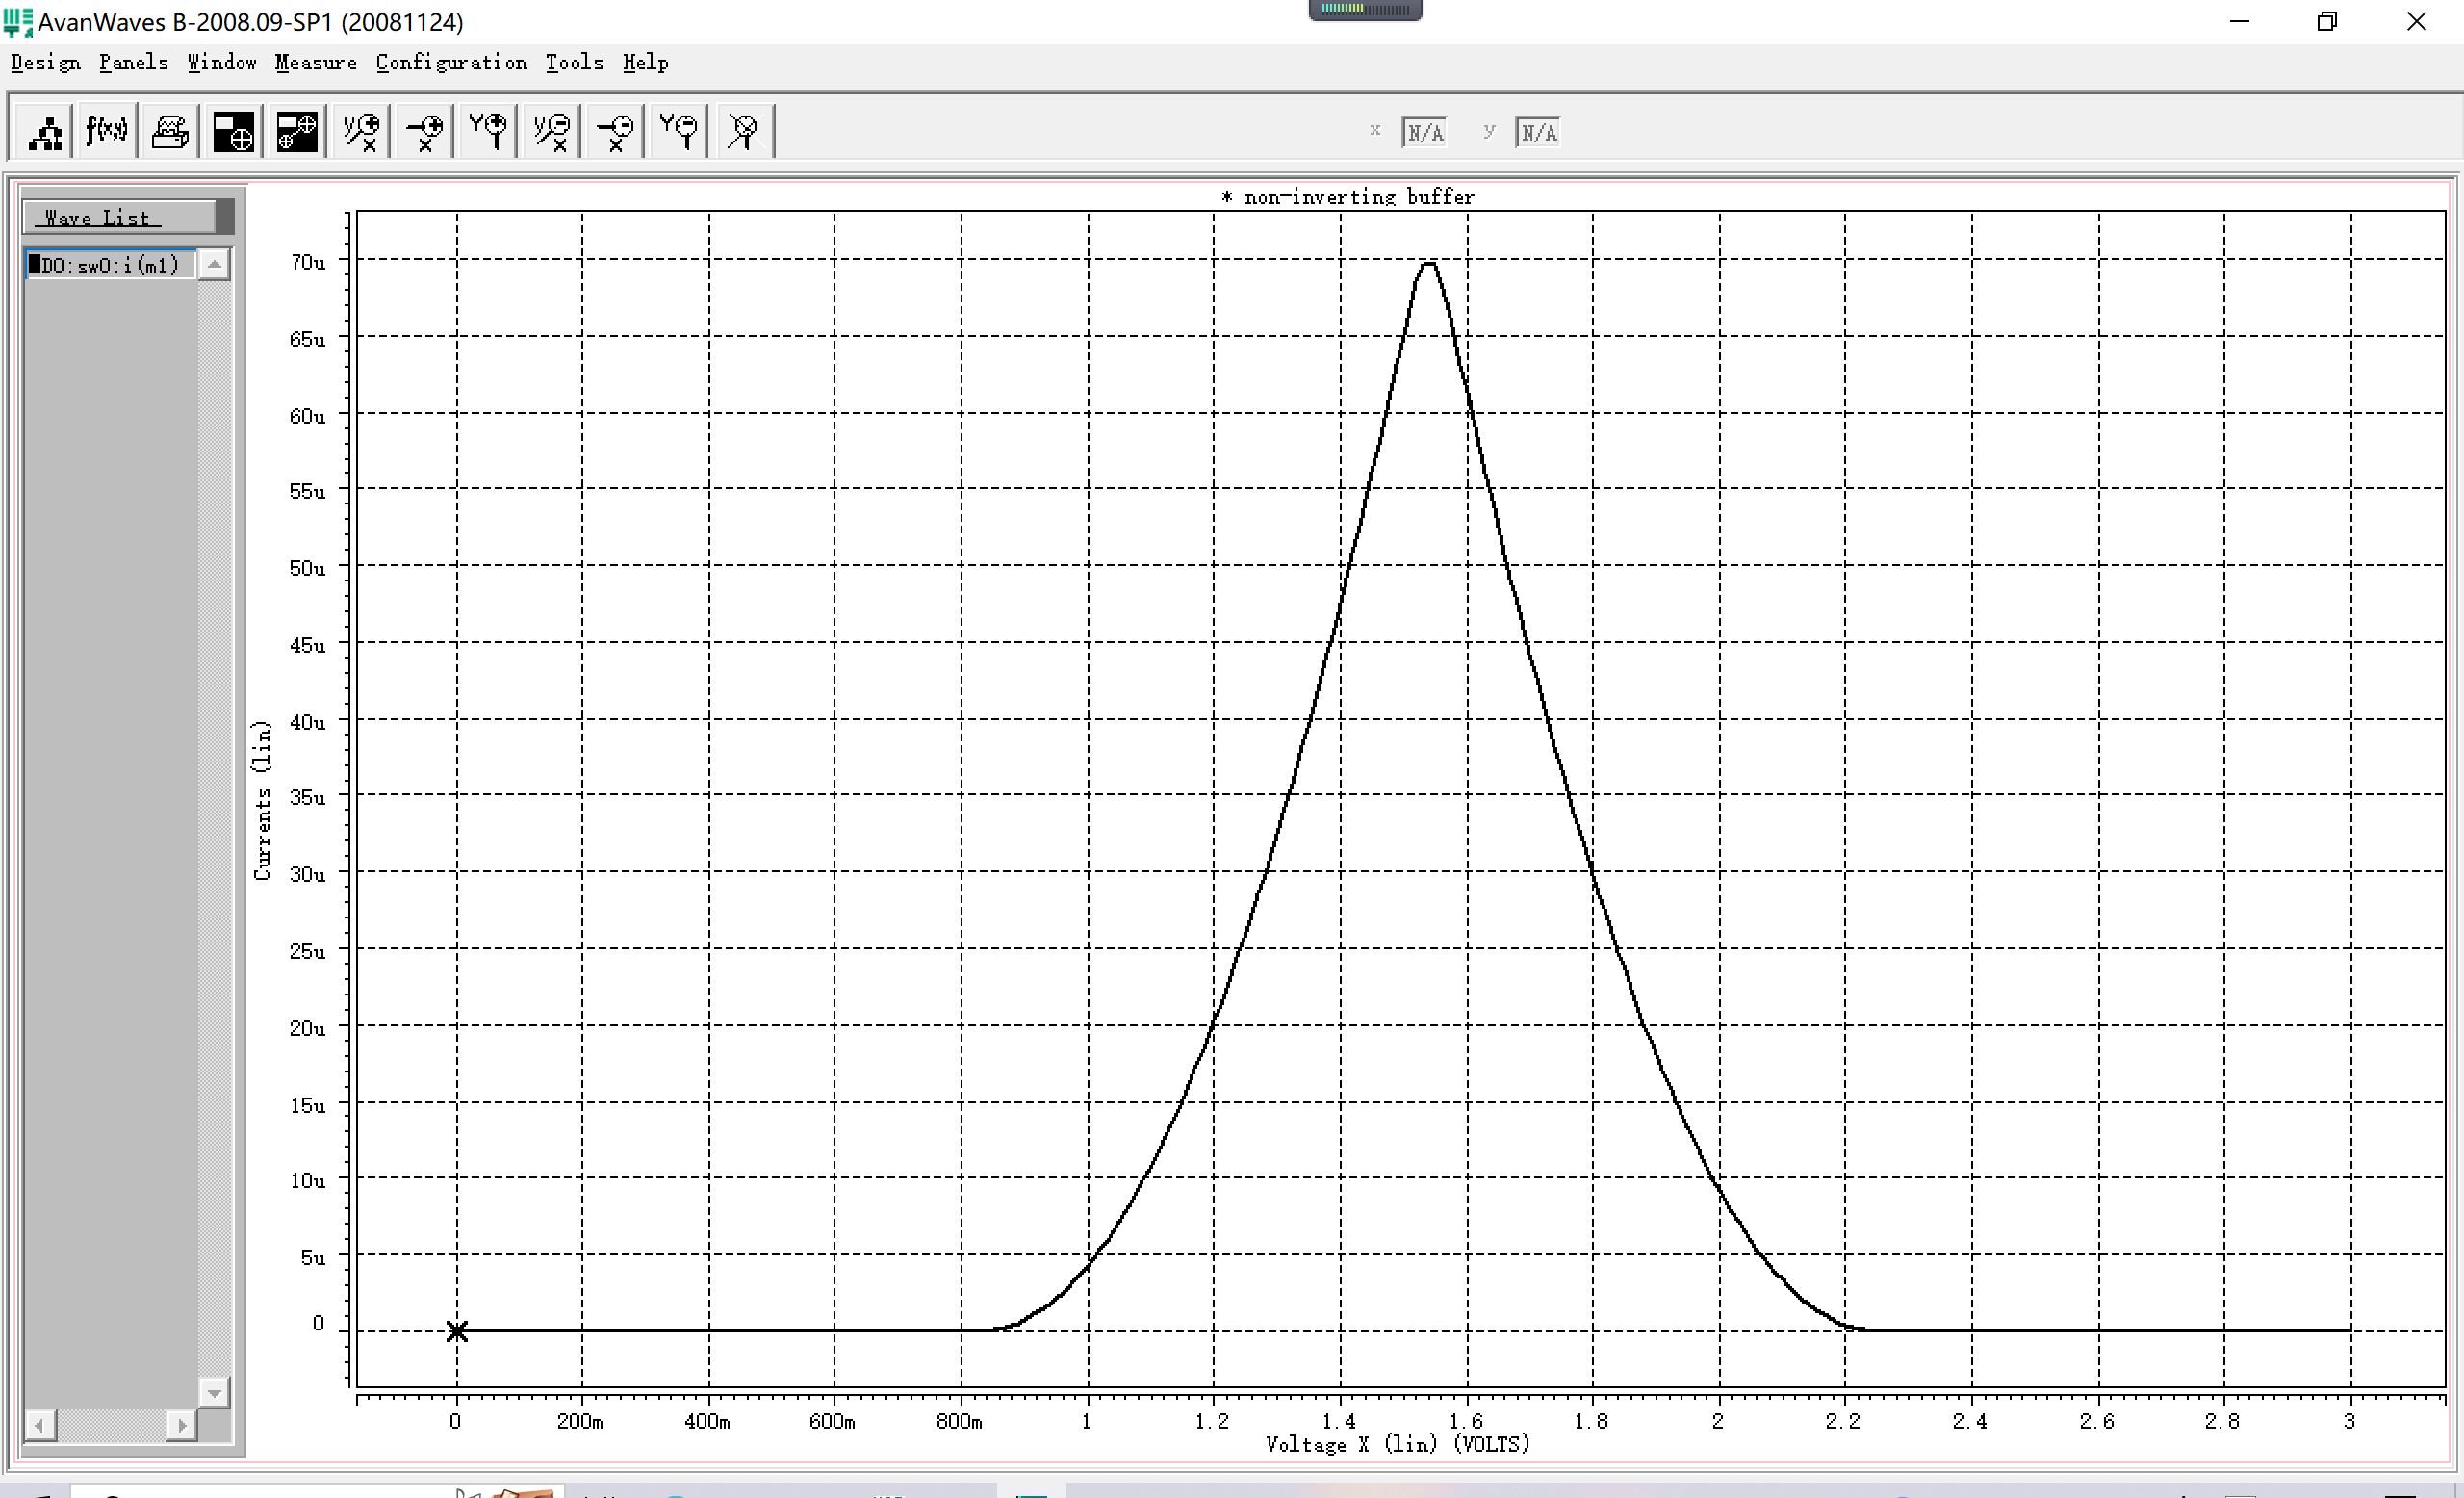 AvanWaves B-2008.09-SP1 (20081124)
Design Panels Window Measure Configuration Tools Help
f(x,y)
x N/A y N/A
Wave List
D0:sw0:i(m1)
* non-inverting buffer
Currents (lin)
70u
65u
60u
55u
50u
45u
40u
35u
30u
25u
20u
15u
10u
5u
0
0 200m 400m 600m 800m 1 1.2 1.4 1.6 1.8 2 2.2 2.4 2.6 2.8 3
Voltage X (lin) (VOLTS)